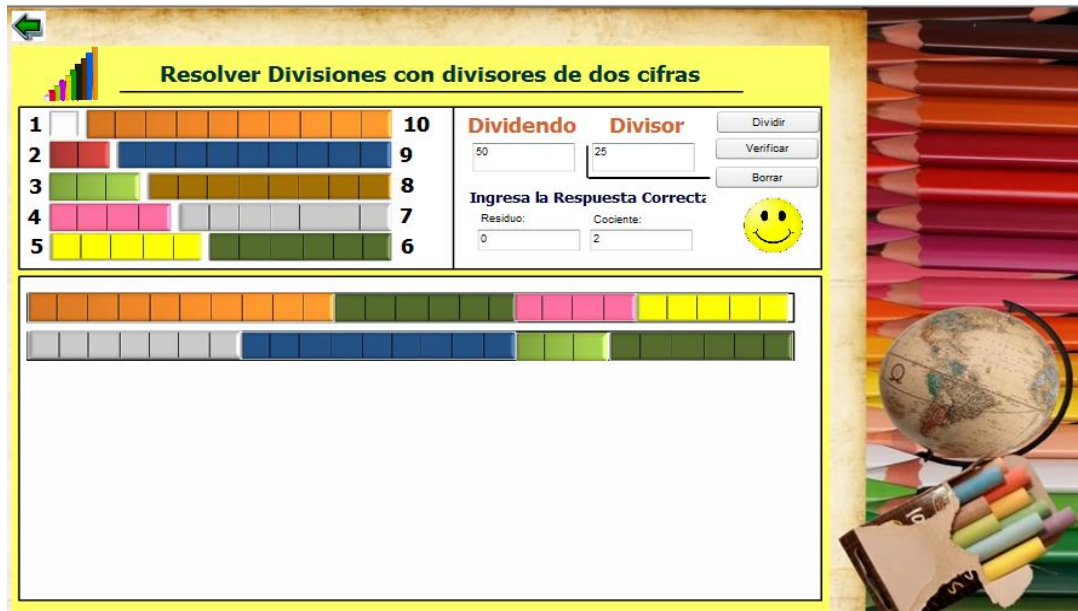 Resolver Divisiones con divisores de dos cifras
1 10
2 9
3 8
4 7
5 6
Dividendo Divisor
50 25
Dividir
Verificar
Borrar
Ingresa la Respuesta Correcta
Residuo: Cociente:
0 2